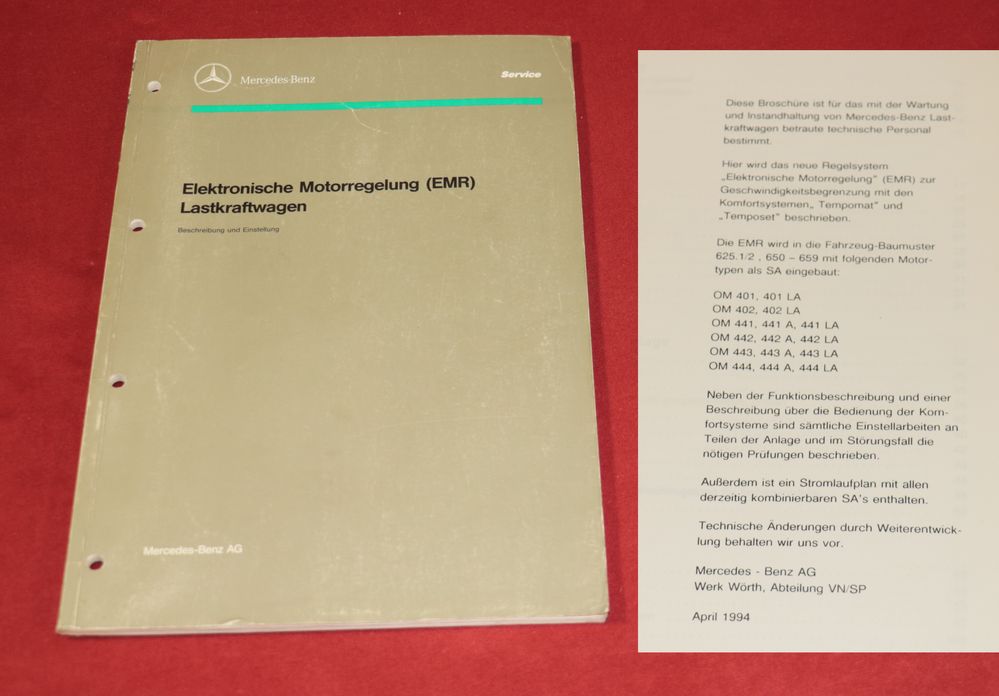 Mercedes-Benz
Service
Elektronische Motorregelung (EMR)
Lastkraftwagen
Beschreibung und Einstellung
Mercedes-Benz AG
Diese Broschüre ist für das mit der Wartung
und Instandhaltung von Mercedes-Benz Last-
kraftwagen betraute technische Personal
bestimmt.
Hier wird das neue Regelsystem
„Elektronische Motorregelung" (EMR) zur
Geschwindigkeitsbegrenzung mit den
Komfortsystemen„ Tempomat" und
„Temposet" beschrieben.
Die EMR wird in die Fahrzeug-Baumuster
625.1/2 , 650 – 659 mit folgenden Motor-
typen als SA eingebaut:
OM 401, 401 LA
OM 402, 402 LA
OM 441, 441 A, 441 LA
OM 442, 442 A, 442 LA
OM 443, 443 A, 443 LA
OM 444, 444 A, 444 LA
Neben der Funktionsbeschreibung und einer
Beschreibung über die Bedienung der Kom-
fortsysteme sind sämtliche Einstellarbeiten an
Teilen der Anlage und im Störungsfall die
nötigen Prüfungen beschrieben.
Außerdem ist ein Stromlaufplan mit allen
derzeitig kombinierbaren SA's enthalten.
Technische Änderungen durch Weiterentwick-
lung behalten wir uns vor.
Mercedes - Benz AG
Werk Wörth, Abteilung VN/SP
April 1994